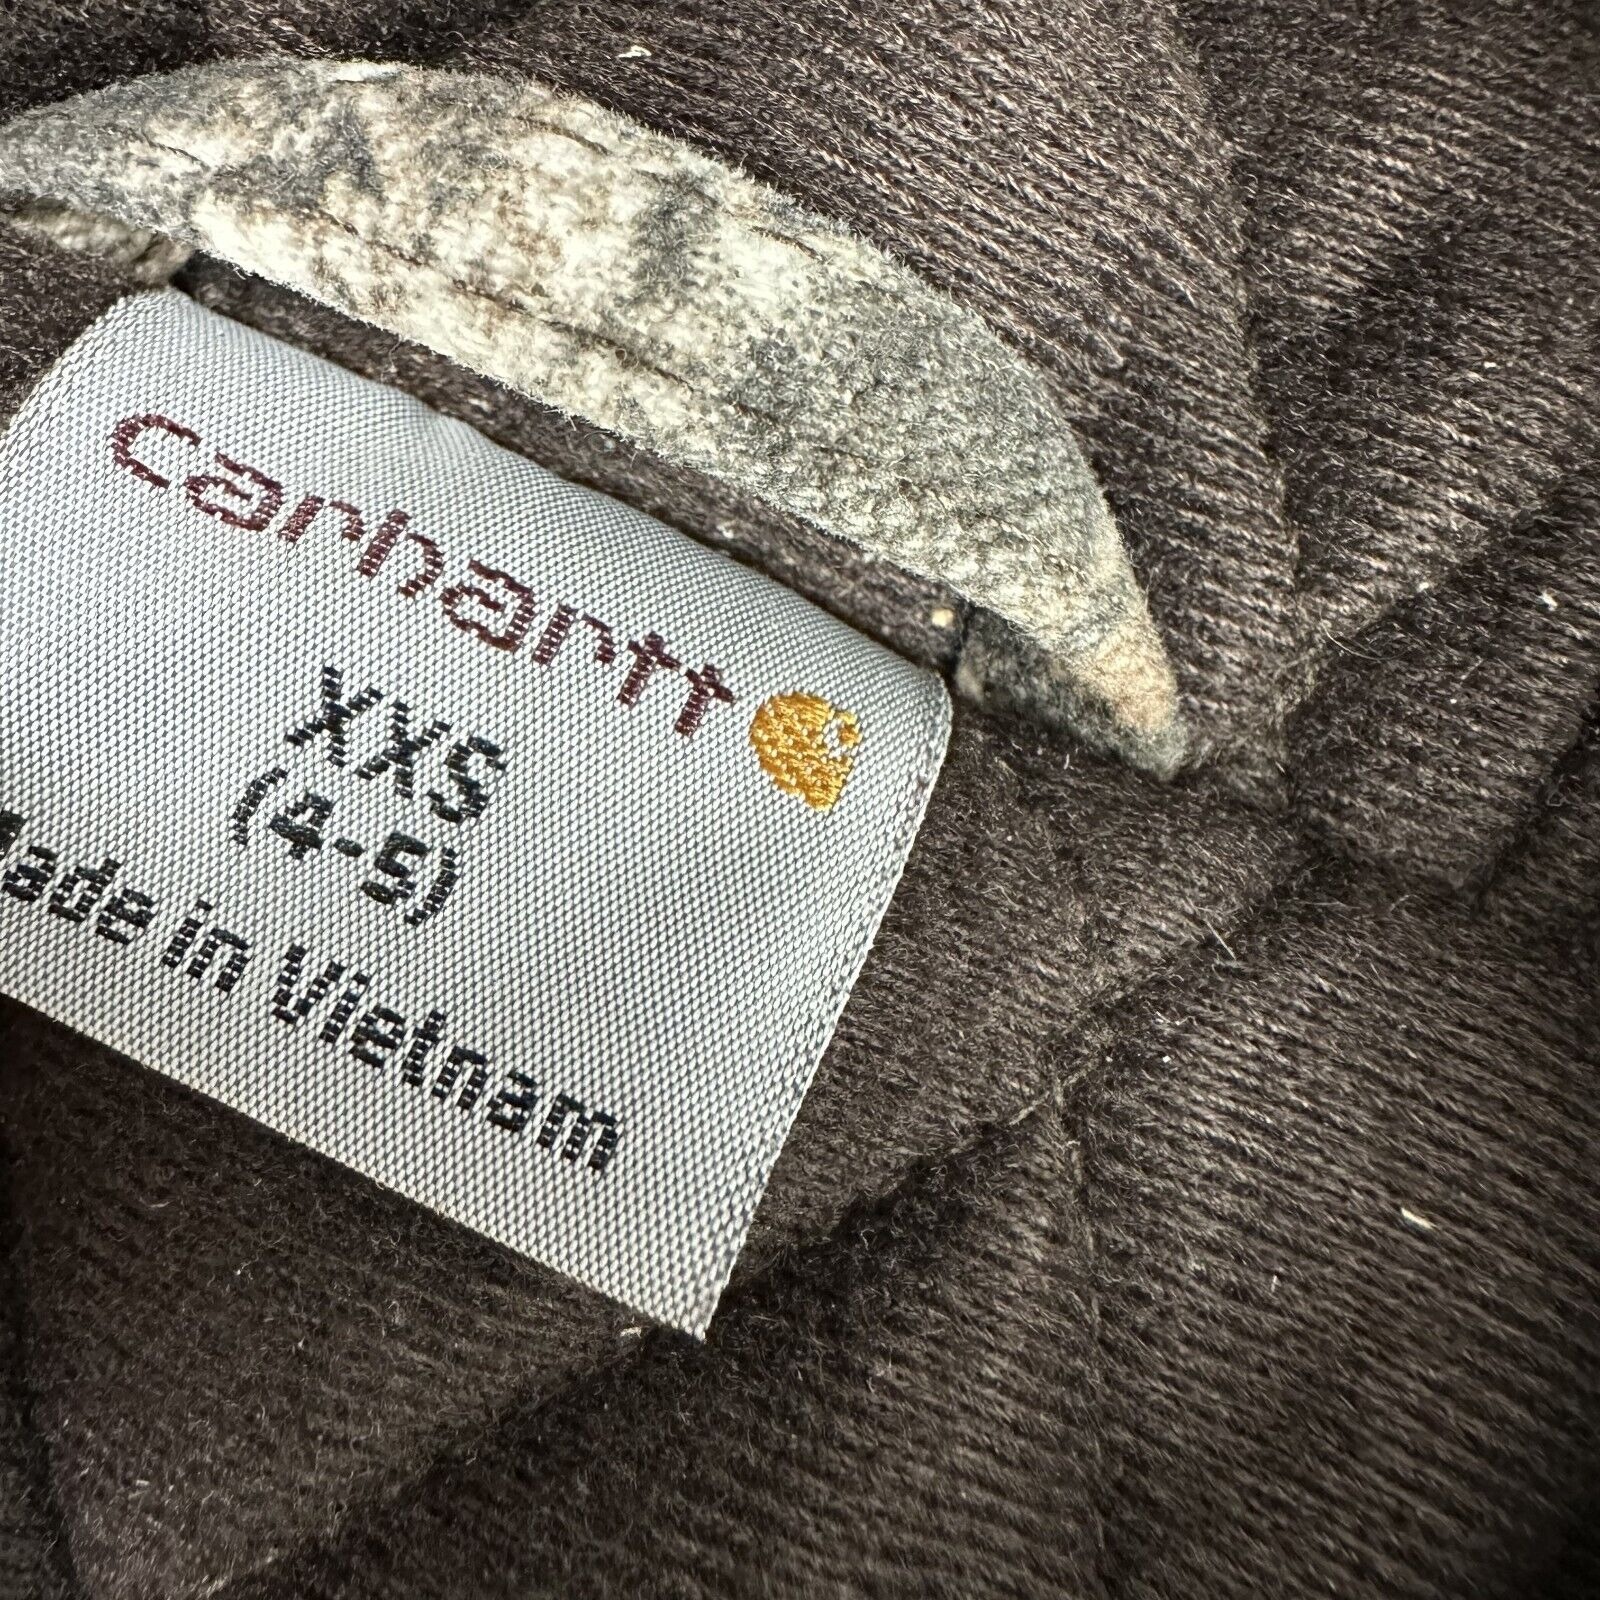 Carhartt
XXS
(4-5)
Made in Vietnam